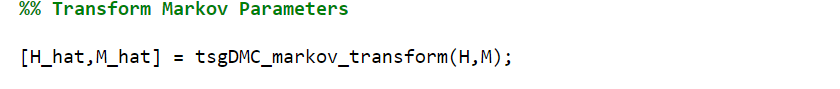 %% Transform Markov Parameters
[H_hat,M_hat] = tsgDMC_markov_transform(H,M);